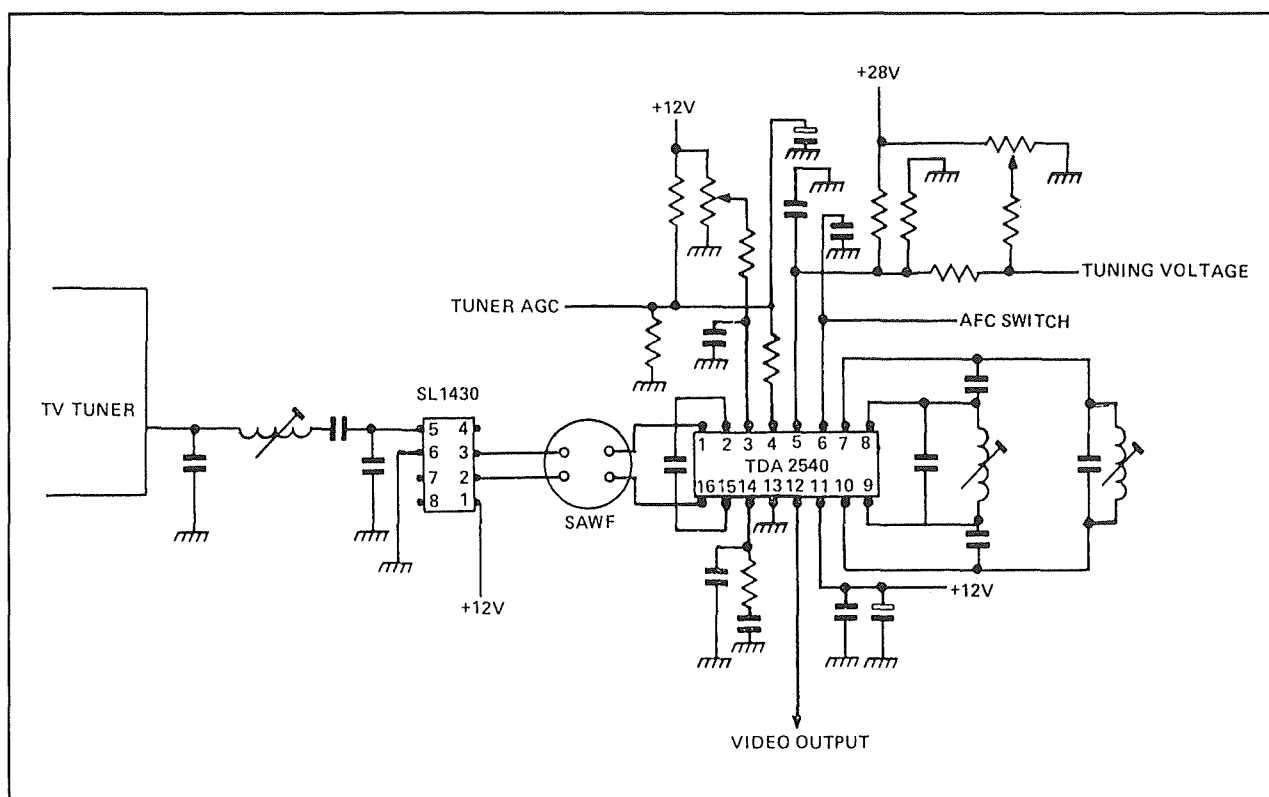 +28V
+12V
TUNING VOLTAGE
TUNER AGC
AFC SWITCH
SL1430
TV TUNER
5 4
6 3
7 2
8 1
SAWF
1 2 3 4 5 6 7 8
TDA 2540
16 15 14 13 12 11 10 9
+12V
+12V
VIDEO OUTPUT